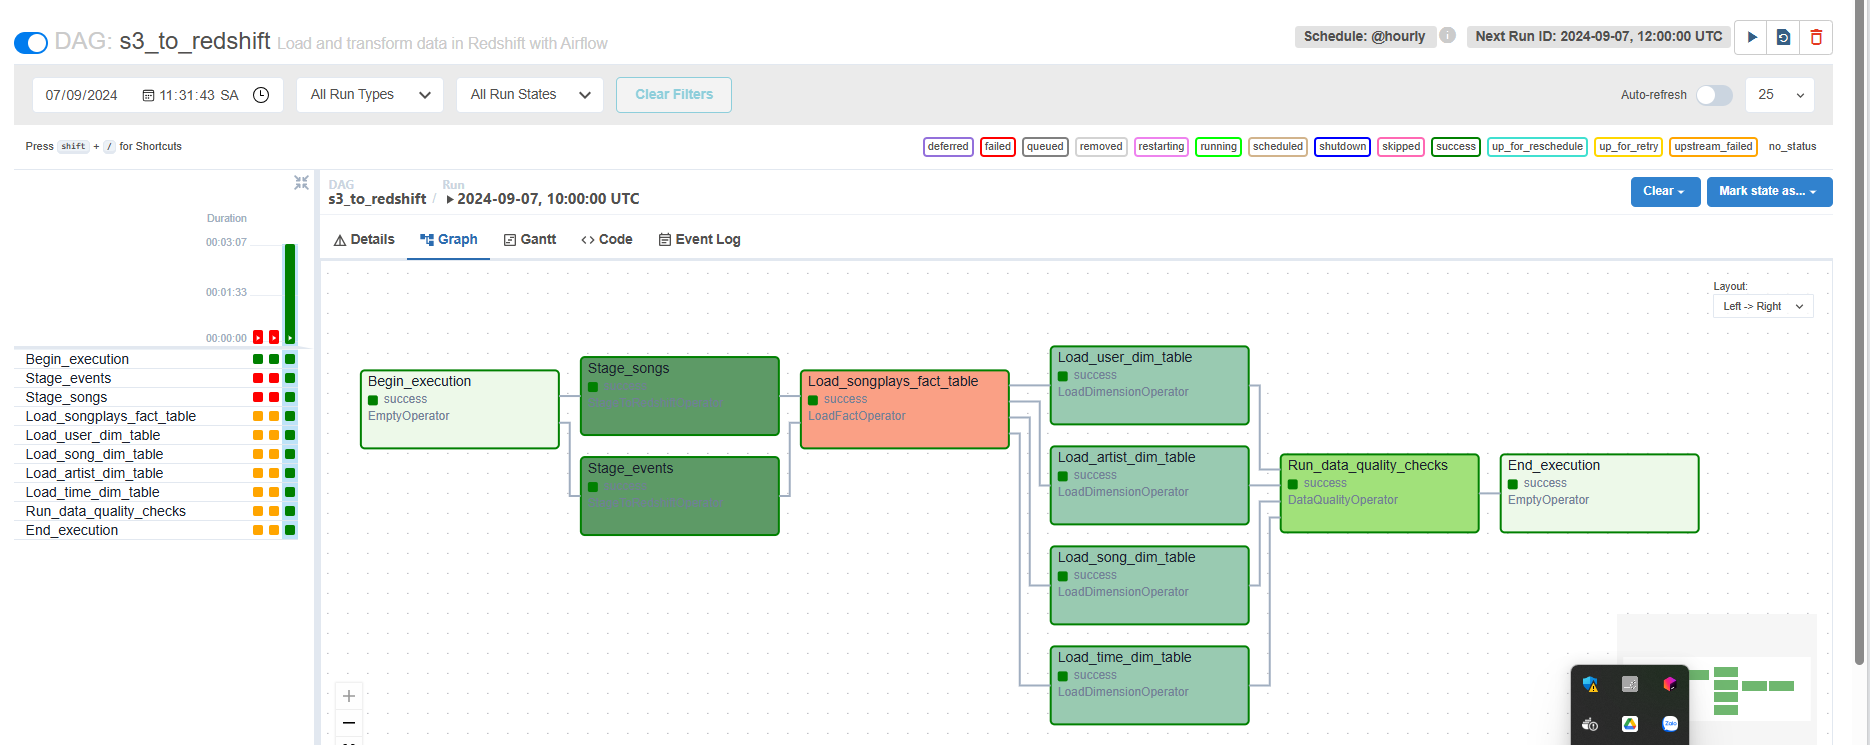 DAG: s3_to_redshift Load and transform data in Redshift with Airflow
Schedule: @hourly
Next Run ID: 2024-09-07, 12:00:00 UTC
07/09/2024 11:31:43 SA
All Run Types
All Run States
Clear Filters
Auto-refresh
25
Press shift + / for Shortcuts
deferred
failed
queued
removed
restarting
running
scheduled
shutdown
skipped
success
up_for_reschedule
up_for_retry
upstream_failed
no_status
Duration
00:03:07
00:01:33
00:00:00
Begin_execution
Stage_events
Stage_songs
Load_songplays_fact_table
Load_user_dim_table
Load_song_dim_table
Load_artist_dim_table
Load_time_dim_table
Run_data_quality_checks
End_execution
DAG
s3_to_redshift /
Run
2024-09-07, 10:00:00 UTC
Clear
Mark state as...
Details
Graph
Gantt
Code
Event Log
Layout:
Left -> Right
Begin_execution
success
EmptyOperator
Stage_songs
success
StageToRedshiftOperator
Stage_events
success
StageToRedshiftOperator
Load_songplays_fact_table
success
LoadFactOperator
Load_user_dim_table
success
LoadDimensionOperator
Load_artist_dim_table
success
LoadDimensionOperator
Load_song_dim_table
success
LoadDimensionOperator
Load_time_dim_table
success
LoadDimensionOperator
Run_data_quality_checks
success
DataQualityOperator
End_execution
success
EmptyOperator
Zalo